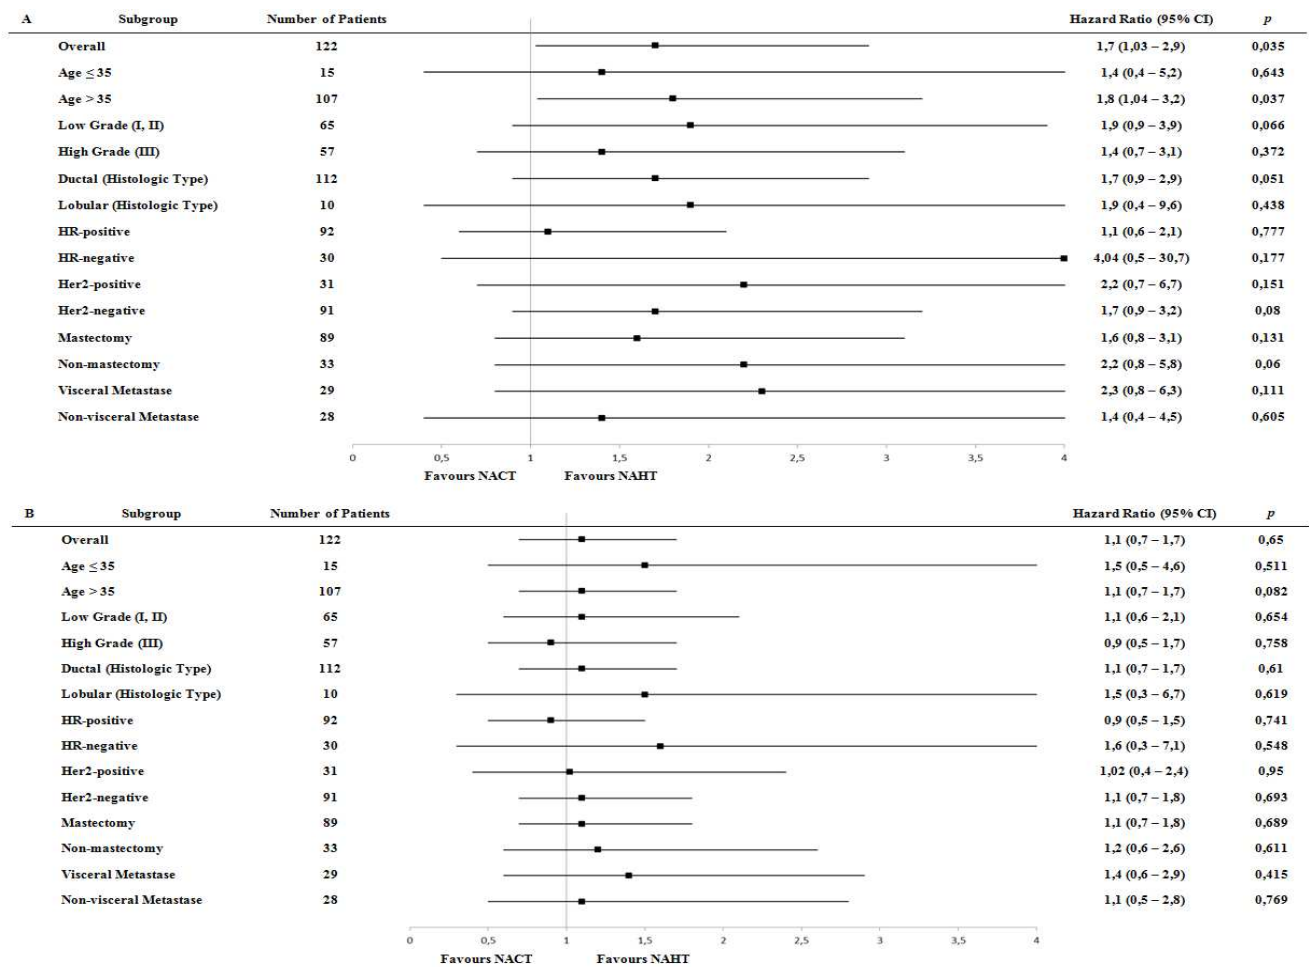 A Subgroup Number of Patients Hazard Ratio (95% CI) p
Overall 122 1,7 (1,03 – 2,9) 0,035
Age ≤ 35 15 1,4 (0,4 – 5,2) 0,643
Age > 35 107 1,8 (1,04 – 3,2) 0,037
Low Grade (I, II) 65 1,9 (0,9 – 3,9) 0,066
High Grade (III) 57 1,4 (0,7 – 3,1) 0,372
Ductal (Histologic Type) 112 1,7 (0,9 – 2,9) 0,051
Lobular (Histologic Type) 10 1,9 (0,4 – 9,6) 0,438
HR-positive 92 1,1 (0,6 – 2,1) 0,777
HR-negative 30 4,04 (0,5 – 30,7) 0,177
Her2-positive 31 2,2 (0,7 – 6,7) 0,151
Her2-negative 91 1,7 (0,9 – 3,2) 0,08
Mastectomy 89 1,6 (0,8 – 3,1) 0,131
Non-mastectomy 33 2,2 (0,8 – 5,8) 0,06
Visceral Metastase 29 2,3 (0,8 – 6,3) 0,111
Non-visceral Metastase 28 1,4 (0,4 – 4,5) 0,605
0 0,5 1 1,5 2 2,5 3 3,5 4
Favours NACT Favours NAHT
B Subgroup Number of Patients Hazard Ratio (95% CI) p
Overall 122 1,1 (0,7 – 1,7) 0,65
Age ≤ 35 15 1,5 (0,5 – 4,6) 0,511
Age > 35 107 1,1 (0,7 – 1,7) 0,082
Low Grade (I, II) 65 1,1 (0,6 – 2,1) 0,654
High Grade (III) 57 0,9 (0,5 – 1,7) 0,758
Ductal (Histologic Type) 112 1,1 (0,7 – 1,7) 0,61
Lobular (Histologic Type) 10 1,5 (0,3 – 6,7) 0,619
HR-positive 92 0,9 (0,5 – 1,5) 0,741
HR-negative 30 1,6 (0,3 – 7,1) 0,548
Her2-positive 31 1,02 (0,4 – 2,4) 0,95
Her2-negative 91 1,1 (0,7 – 1,8) 0,693
Mastectomy 89 1,1 (0,7 – 1,8) 0,689
Non-mastectomy 33 1,2 (0,6 – 2,6) 0,611
Visceral Metastase 29 1,4 (0,6 – 2,9) 0,415
Non-visceral Metastase 28 1,1 (0,5 – 2,8) 0,769
0 0,5 1 1,5 2 2,5 3 3,5 4
Favours NACT Favours NAHT